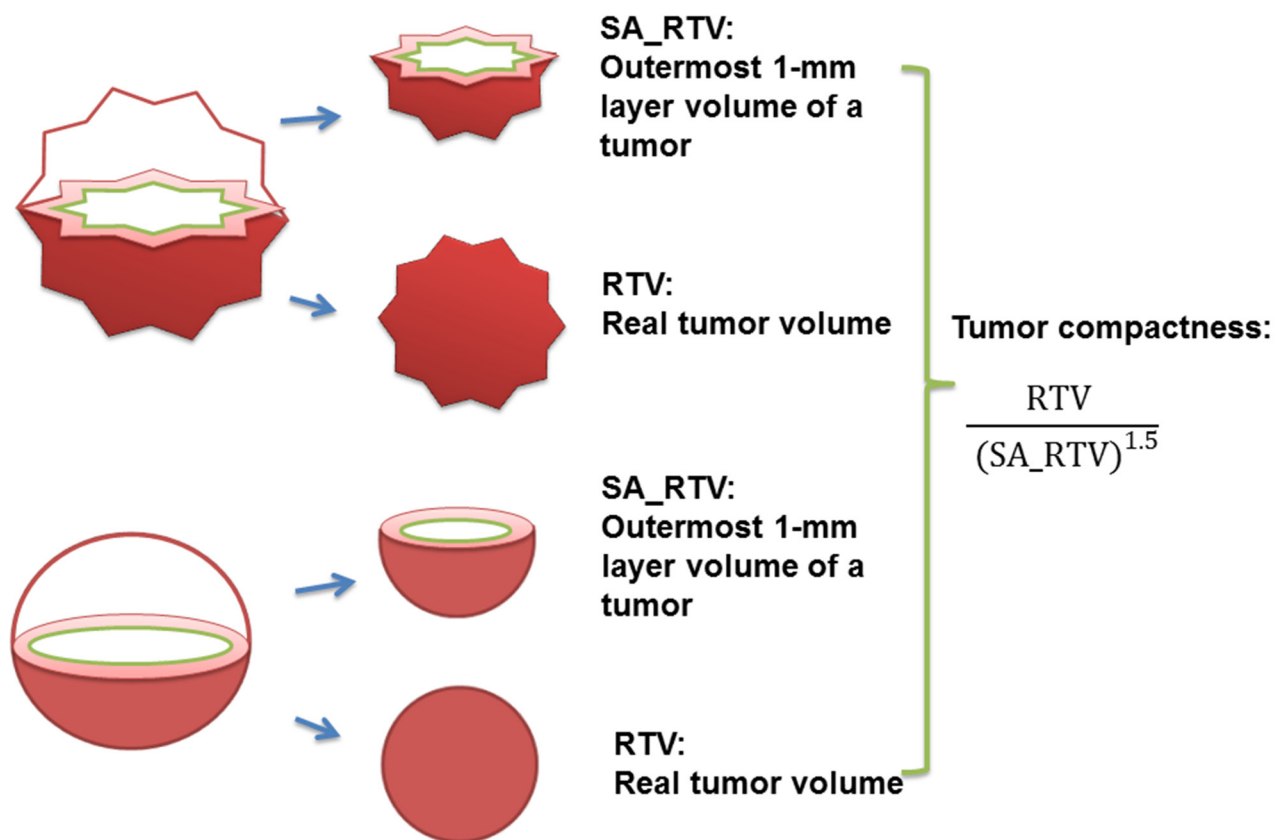 SA_RTV:
Outermost 1-mm
layer volume of a
tumor
RTV:
Real tumor volume
SA_RTV:
Outermost 1-mm
layer volume of a
tumor
RTV:
Real tumor volume
Tumor compactness:
RTV
(SA_RTV)^1.5